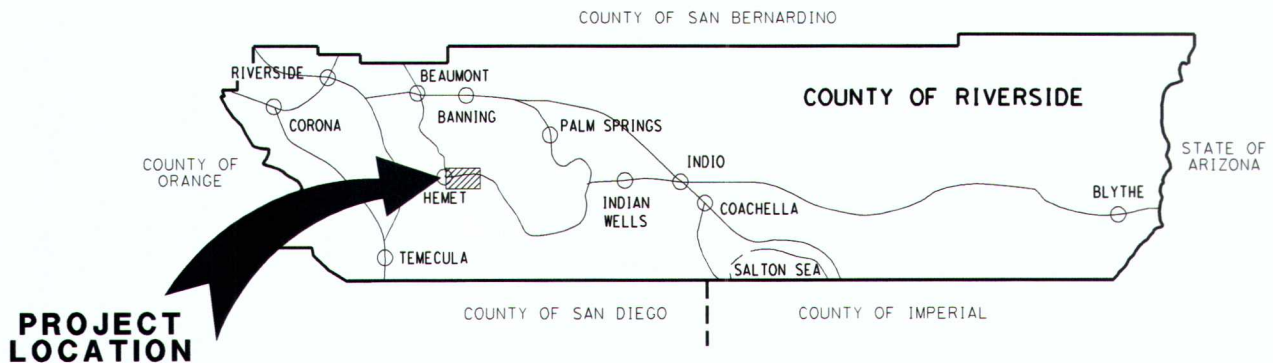 COUNTY OF SAN BERNARDINO
RIVERSIDE
BEAUMONT
COUNTY OF RIVERSIDE
CORONA
BANNING
PALM SPRINGS
COUNTY OF
ORANGE
STATE OF
ARIZONA
INDIO
HEMET
INDIAN
WELLS
COACHELLA
BLYTHE
TEMECULA
SALTON SEA
PROJECT
LOCATION
COUNTY OF SAN DIEGO
COUNTY OF IMPERIAL